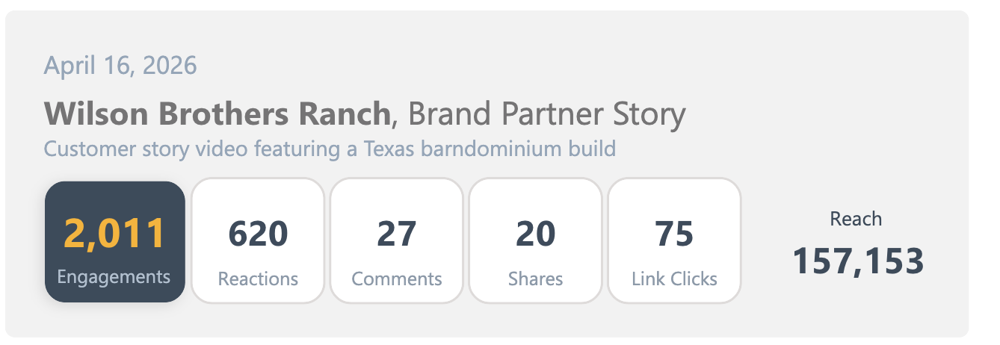 April 16, 2026
Wilson Brothers Ranch, Brand Partner Story
Customer story video featuring a Texas barndominium build
2,011
Engagements
620
Reactions
27
Comments
20
Shares
75
Link Clicks
Reach
157,153